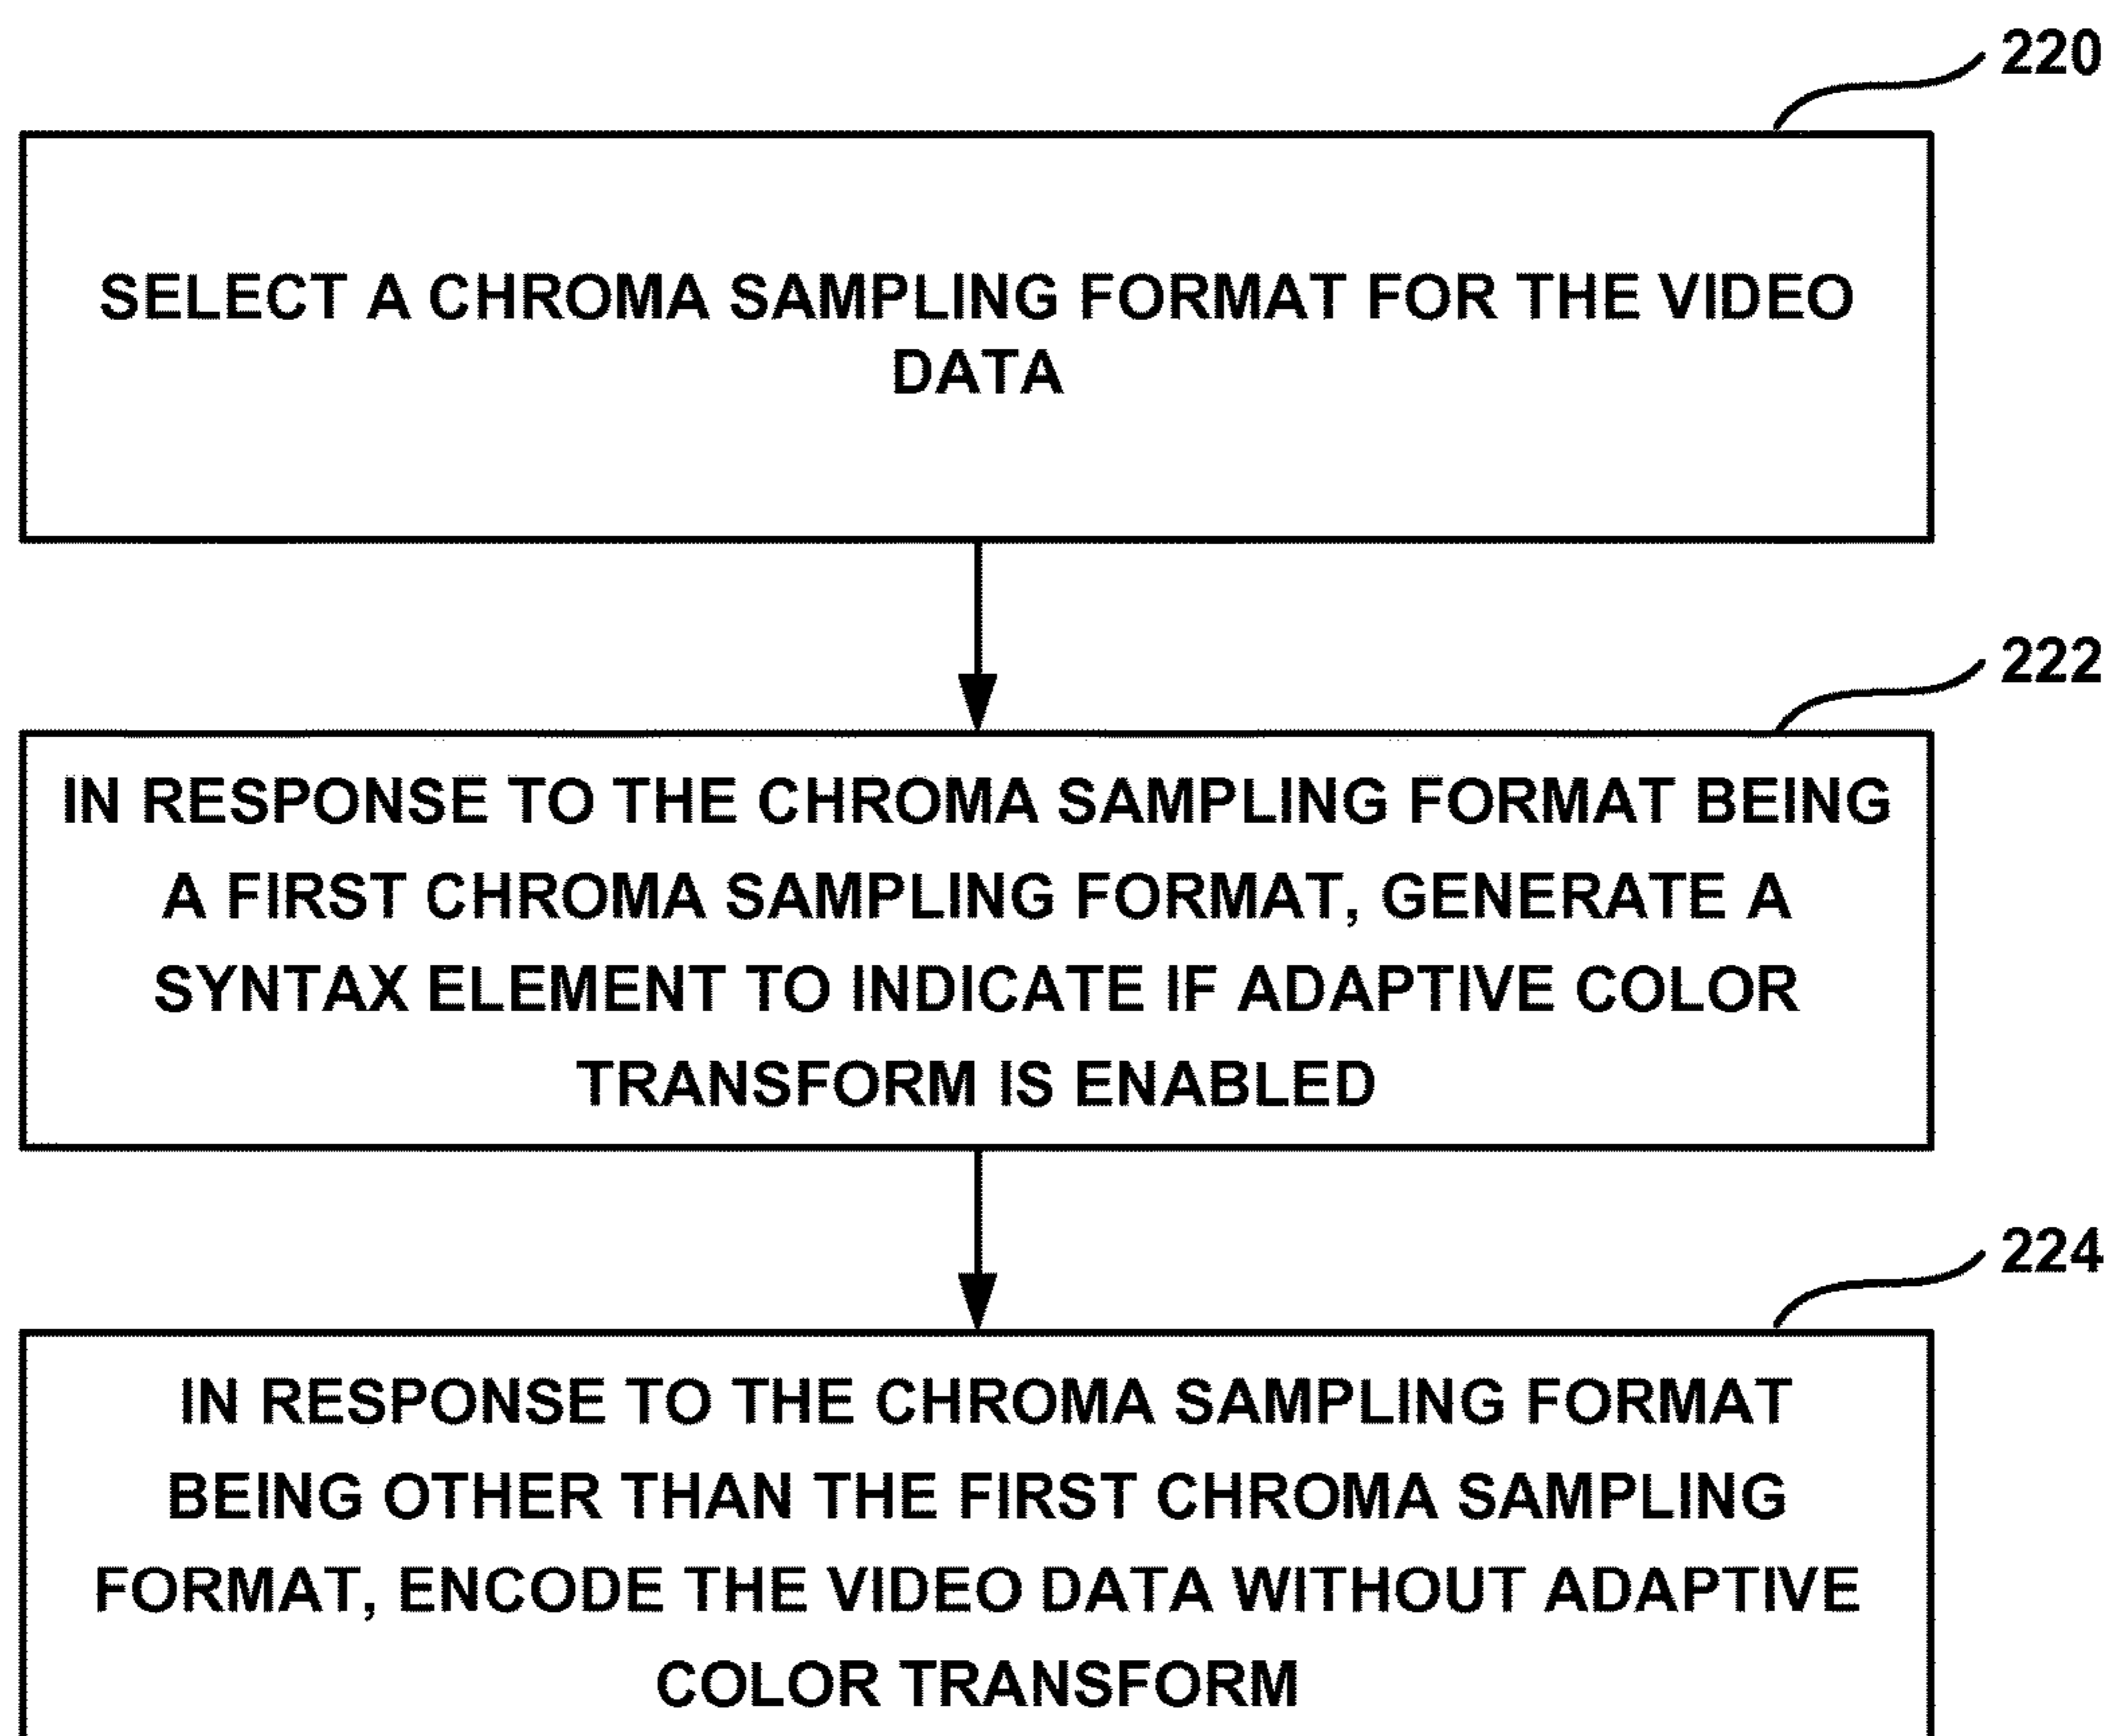 220
SELECT A CHROMA SAMPLING FORMAT FOR THE VIDEO
DATA
222
IN RESPONSE TO THE CHROMA SAMPLING FORMAT BEING
A FIRST CHROMA SAMPLING FORMAT, GENERATE A
SYNTAX ELEMENT TO INDICATE IF ADAPTIVE COLOR
TRANSFORM IS ENABLED
224
IN RESPONSE TO THE CHROMA SAMPLING FORMAT
BEING OTHER THAN THE FIRST CHROMA SAMPLING
FORMAT, ENCODE THE VIDEO DATA WITHOUT ADAPTIVE
COLOR TRANSFORM